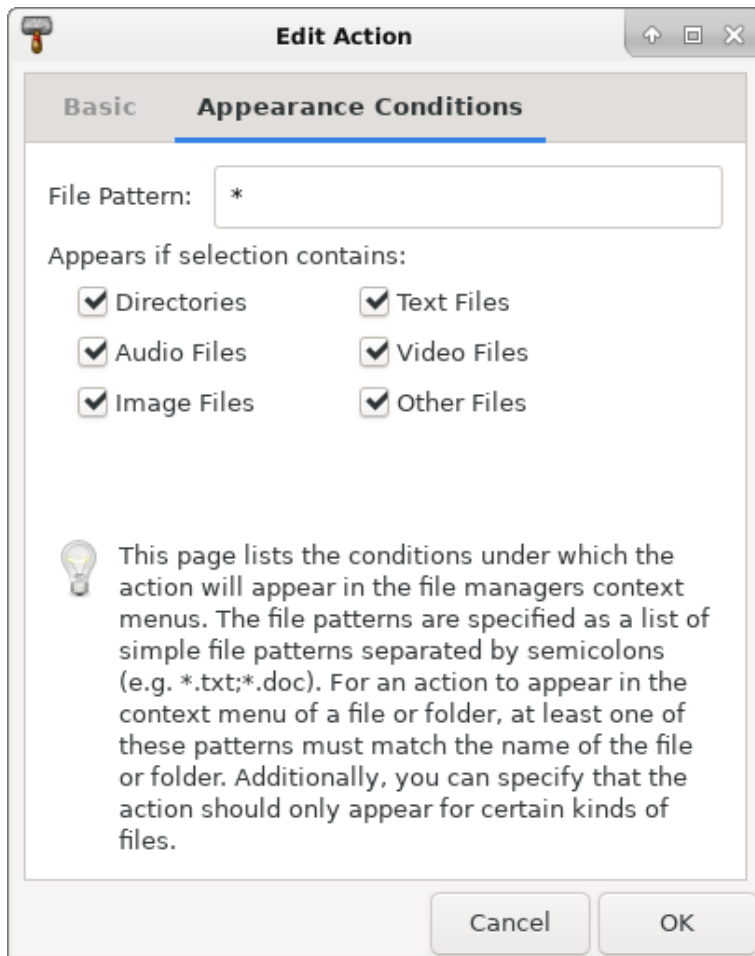 Edit Action
Basic Appearance Conditions
File Pattern: *
Appears if selection contains:
Directories Text Files
Audio Files Video Files
Image Files Other Files
This page lists the conditions under which the
action will appear in the file managers context
menus. The file patterns are specified as a list of
simple file patterns separated by semicolons
(e.g. *.txt;*.doc). For an action to appear in the
context menu of a file or folder, at least one of
these patterns must match the name of the file
or folder. Additionally, you can specify that the
action should only appear for certain kinds of
files.
Cancel OK